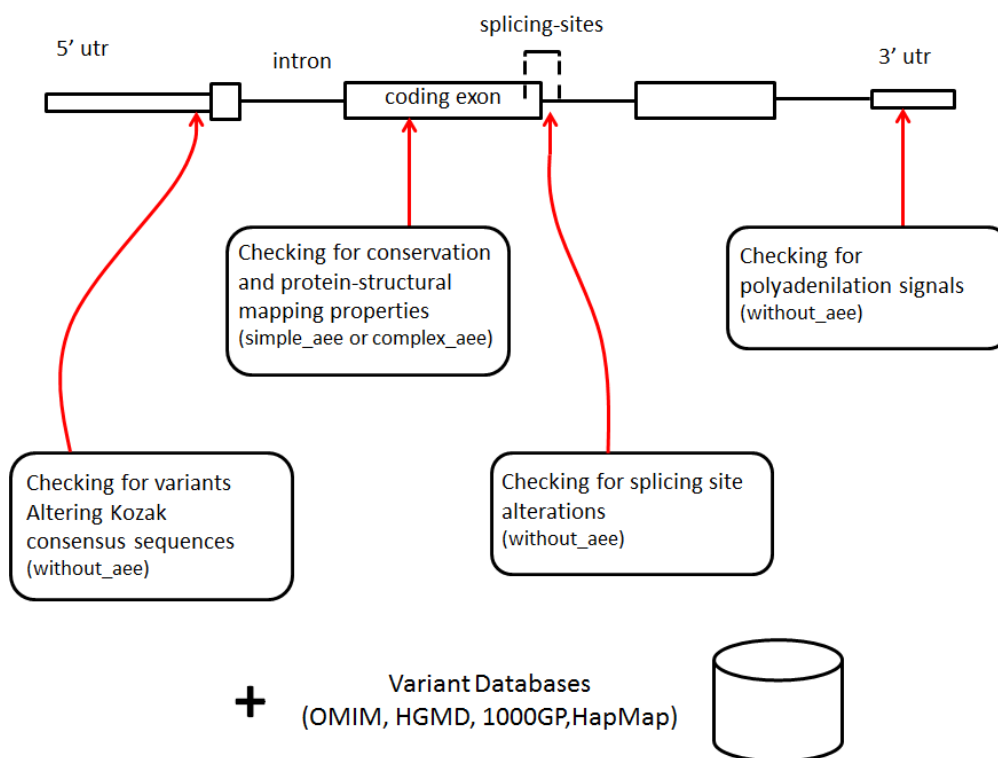 splicing-sites
5' utr
intron
3' utr
coding exon
Checking for conservation
and protein-structural
mapping properties
(simple_aee or complex_aee)
Checking for
polyadenilation signals
(without_aee)
Checking for variants
Altering Kozak
consensus sequences
(without_aee)
Checking for splicing site
alterations
(without_aee)
+
Variant Databases
(OMIM, HGMD, 1000GP,HapMap)